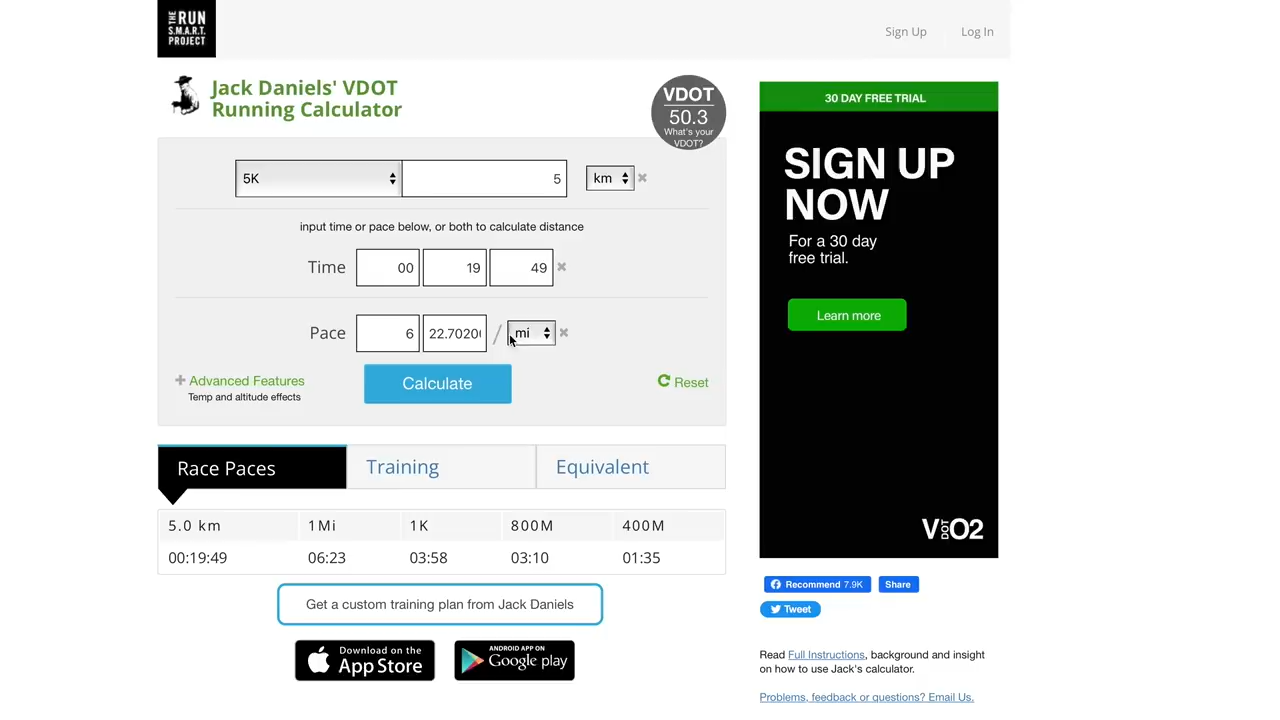 THE RUN
S.M.A.R.T.
PROJECT
Sign Up
Log In
Jack Daniels' VDOT
Running Calculator
VDOT
50.3
What's your
VDOT?
5K
5
km
input time or pace below, or both to calculate distance
Time
00
19
49
Pace
6
22.7020
/
mi
Advanced Features
Temp and altitude effects
Calculate
Reset
Race Paces
Training
Equivalent
5.0 km
1Mi
1K
800M
400M
00:19:49
06:23
03:58
03:10
01:35
Get a custom training plan from Jack Daniels
Download on the
App Store
ANDROID APP ON
Google play
30 DAY FREE TRIAL
SIGN UP
NOW
For a 30 day
free trial.
Learn more
VDOTO2
Recommend 7.9K
Share
Tweet
Read Full Instructions, background and insight
on how to use Jack's calculator.
Problems, feedback or questions? Email Us.